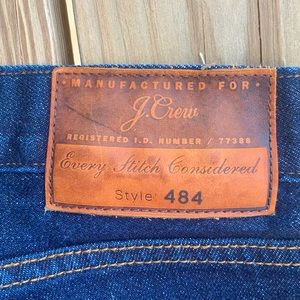 · MANUFACTURED FOR ·
J.Crew
REGISTERED I.D. NUMBER / 77386
Every Stitch Considered
Style 484